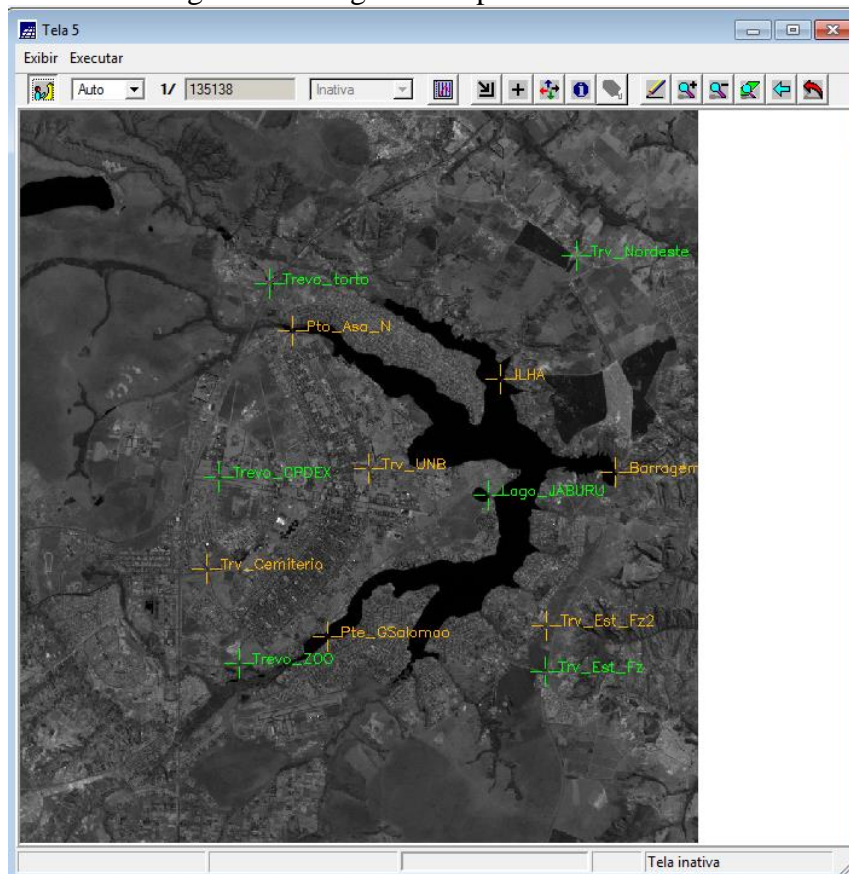 Tela 5
Exibir Executar
Auto 1/ 135138 Inativa
Trv_Nordeste
Trevo_torto
Pto_Asa_N
ILHA
Trv_UNB
Barragem
Trevo_QPDEX
Lago_JABURU
Trv_Cemiterio
Trv_Est_Fz2
Pte_GSalomao
Trevo_ZOO
Trv_Est_Fz
Tela inativa